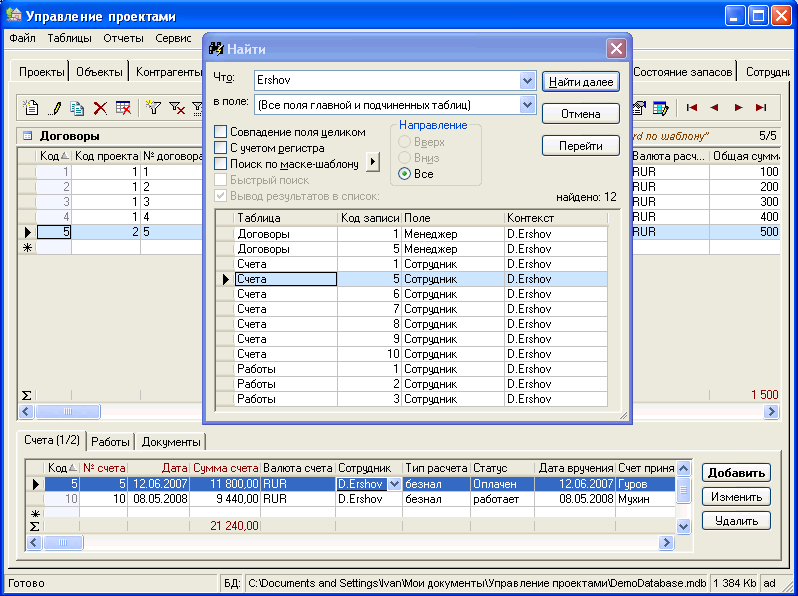 Управление проектами
Файл Таблицы Отчеты Сервис
Проекты Объекты Контрагенты Состояние запасов Сотрудн
Договоры rd по шаблону" 5/5
Код Код проекта № договора Валюта расч... Общая сумм
1 1 1 RUR 100
2 1 2 RUR 200
3 1 3 RUR 300
4 1 4 RUR 400
5 2 5 RUR 500
Σ 1 500
Найти
Что: Ershov Найти далее
в поле: (Все поля главной и подчиненных таблиц) Отмена
Перейти
Совпадение поля целиком
С учетом регистра
Поиск по маске-шаблону
Быстрый поиск
Вывод результатов в список:
Направление
Вверх
Вниз
Все
найдено: 12
Таблица Код записи Поле Контекст
Договоры 1 Менеджер D.Ershov
Договоры 5 Менеджер D.Ershov
Счета 1 Сотрудник D.Ershov
Счета 5 Сотрудник D.Ershov
Счета 6 Сотрудник D.Ershov
Счета 7 Сотрудник D.Ershov
Счета 8 Сотрудник D.Ershov
Счета 9 Сотрудник D.Ershov
Счета 10 Сотрудник D.Ershov
Работы 1 Сотрудник D.Ershov
Работы 2 Сотрудник D.Ershov
Работы 3 Сотрудник D.Ershov
Счета (1/2) Работы Документы
Код № счета Дата Сумма счета Валюта счета Сотрудник Тип расчета Статус Дата вручения Счет приня
5 5 12.06.2007 11 800,00 RUR D.Ershov безнал Оплачен 12.06.2007 Гуров
10 10 08.05.2008 9 440,00 RUR D.Ershov безнал работает 08.05.2008 Мухин
Σ 21 240,00
Добавить
Изменить
Удалить
Готово БД: C:\Documents and Settings\Ivan\Мои документы\Управление проектами\DemoDatabase.mdb 1 384 Kb ad